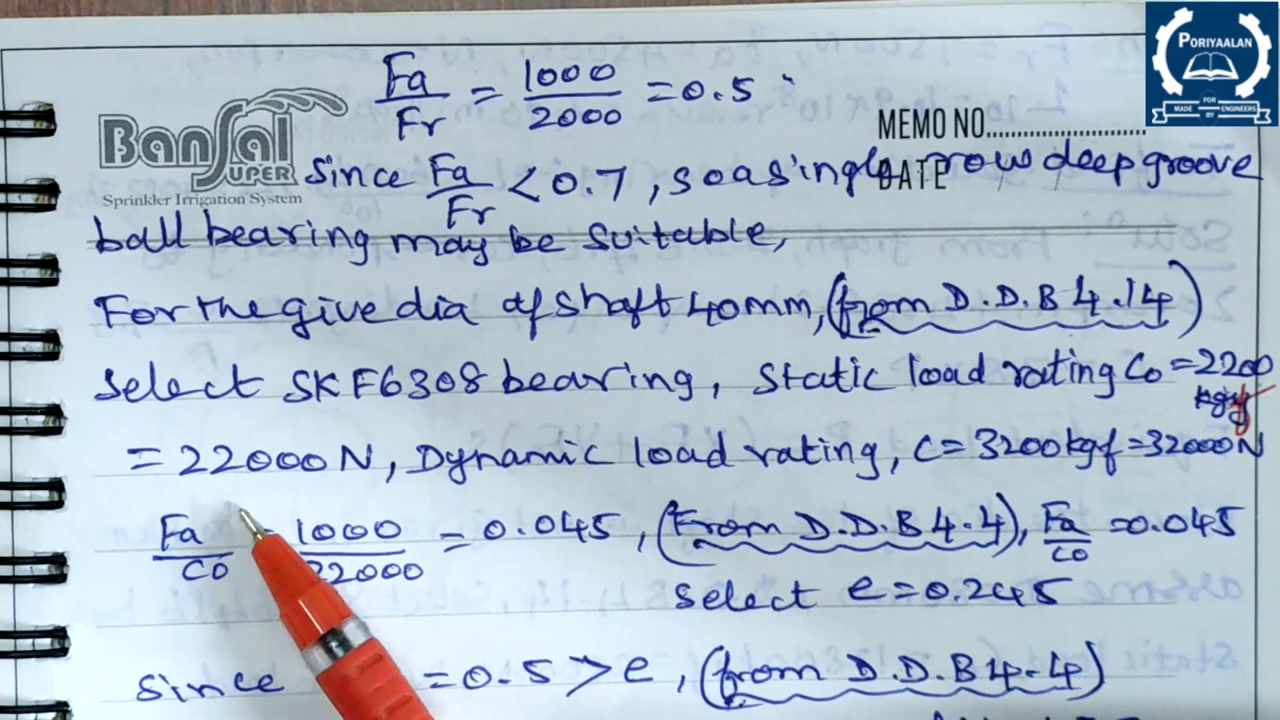 PORIYAALAN
MADE FOR BY ENGINEERS
Fa/Fr = 1000/2000 = 0.5
Bansal
SUPER
Sprinkler Irrigation System
MEMO NO.
DATE
since Fa/Fr < 0.7, so a single row deep groove
ball bearing may be suitable,
For the give dia of shaft 40mm, (from D.D.B 4.14)
select SKF6308 bearing, static load rating Co = 2200
kgf
= 22000 N, Dynamic load rating, C = 3200 kgf = 32000 N
Fa/Co = 1000/22000 = 0.045, (From D.D.B 4.4), Fa/Co = 0.045
select e = 0.245
since = 0.5 > e, (from D.D.B 4.4)